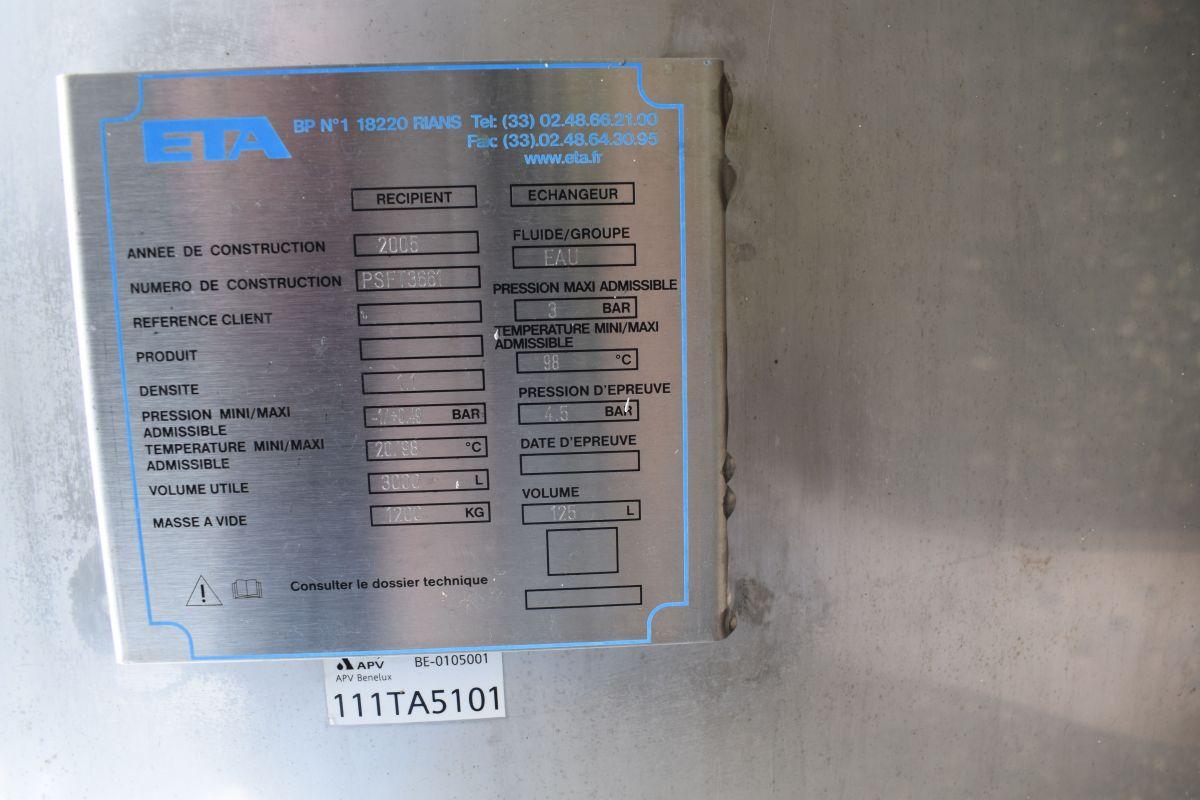 ETA
BP N°1 18220 RIANS Tel: (33) 02.48.66.21.00
Fax: (33).02.48.64.30.95
www.eta.fr
RECIPIENT
ANNEE DE CONSTRUCTION 2005
NUMERO DE CONSTRUCTION PSFT3661
REFERENCE CLIENT
PRODUIT
DENSITE
PRESSION MINI/MAXI
ADMISSIBLE BAR
TEMPERATURE MINI/MAXI
ADMISSIBLE 20/98 °C
VOLUME UTILE 3000 L
MASSE A VIDE 1200 KG
ECHANGEUR
FLUIDE/GROUPE
EAU
PRESSION MAXI ADMISSIBLE
3 BAR
TEMPERATURE MINI/MAXI
ADMISSIBLE
98 °C
PRESSION D'EPREUVE
4.5 BAR
DATE D'EPREUVE
VOLUME
125 L
Consulter le dossier technique
APV BE-0105001
APV Benelux
111TA5101